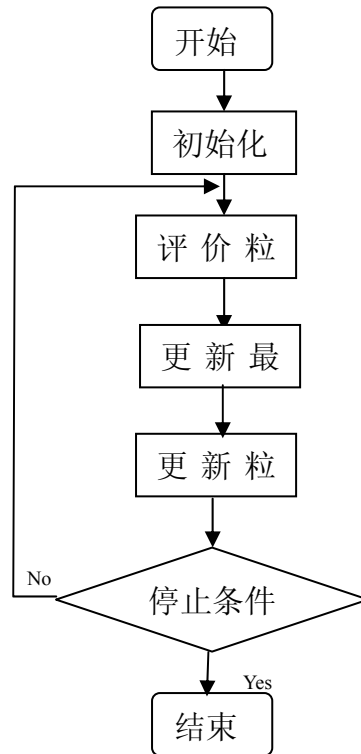 开始
初始化
评 价 粒
更 新 最
更 新 粒
停止条件
No
Yes
结束